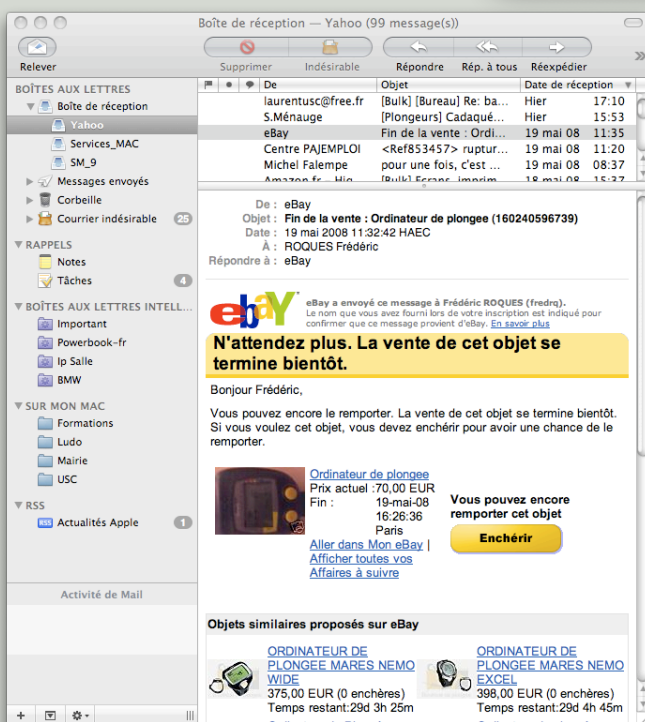 Boîte de réception — Yahoo (99 message(s))
Relever
Supprimer Indésirable Répondre Rép. à tous Réexpédier
BOÎTES AUX LETTRES
Boîte de réception
Yahoo
Services_MAC
SM_9
Messages envoyés
Corbeille
Courrier indésirable 25
RAPPELS
Notes
Tâches 4
BOÎTES AUX LETTRES INTELL...
Important
Powerbook-fr
Ip Salle
BMW
SUR MON MAC
Formations
Ludo
Mairie
USC
RSS
RSS Actualités Apple 1
Activité de Mail
De Objet Date de réception
laurentusc@free.fr [Bulk] [Bureau] Re: ba... Hier 17:10
S.Ménauge [Plongeurs] Cadaqué... Hier 15:53
eBay Fin de la vente : Ordi... 19 mai 08 11:35
Centre PAJEMPLOI <Ref853457> ruptur... 19 mai 08 11:20
Michel Falempe pour une fois, c'est ... 19 mai 08 08:37
Amazon.fr - Hig [Bulk] Ecrans, imprim 18 mai 08 15:37
De : eBay
Objet : Fin de la vente : Ordinateur de plongee (160240596739)
Date : 19 mai 2008 11:32:42 HAEC
À : ROQUES Frédéric
Répondre à : eBay
ebaY
eBay a envoyé ce message à Frédéric ROQUES (fredrq).
Le nom que vous avez fourni lors de votre inscription est indiqué pour
confirmer que ce message provient d'eBay. En savoir plus
N'attendez plus. La vente de cet objet se
termine bientôt.
Bonjour Frédéric,
Vous pouvez encore le remporter. La vente de cet objet se termine bientôt.
Si vous voulez cet objet, vous devez enchérir pour avoir une chance de le
remporter.
Ordinateur de plongee
Prix actuel :70,00 EUR
Fin : 19-mai-08
16:26:36
Paris
Aller dans Mon eBay |
Afficher toutes vos
Affaires à suivre
Vous pouvez encore
remporter cet objet
Enchérir
Objets similaires proposés sur eBay
ORDINATEUR DE
PLONGEE MARES NEMO
WIDE
375,00 EUR (0 enchères)
Temps restant:29d 3h 25m
ORDINATEUR DE
PLONGEE MARES NEMO
EXCEL
398,00 EUR (0 enchères)
Temps restant:29d 4h 45m